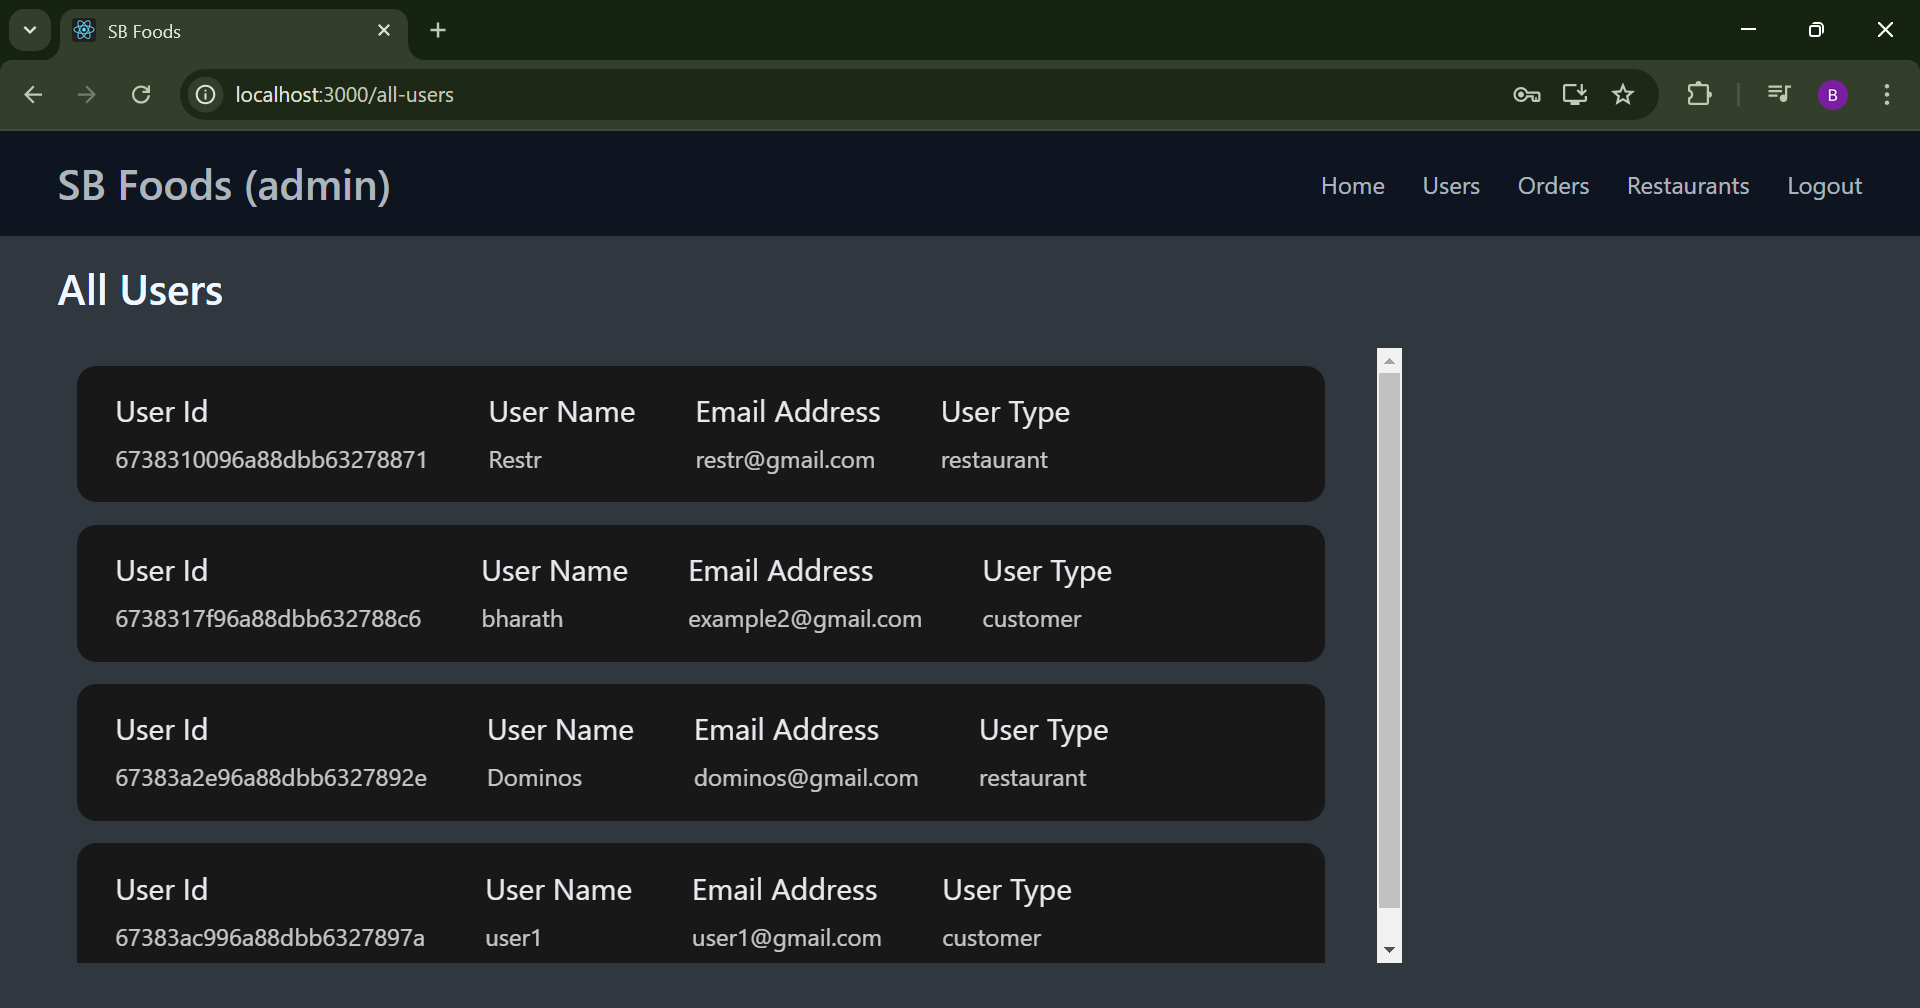 SB Foods
localhost:3000/all-users
B
SB Foods (admin)
Home Users Orders Restaurants Logout
All Users
User Id User Name Email Address User Type
6738310096a88dbb63278871 Restr restr@gmail.com restaurant
User Id User Name Email Address User Type
6738317f96a88dbb632788c6 bharath example2@gmail.com customer
User Id User Name Email Address User Type
67383a2e96a88dbb6327892e Dominos dominos@gmail.com restaurant
User Id User Name Email Address User Type
67383ac996a88dbb6327897a user1 user1@gmail.com customer